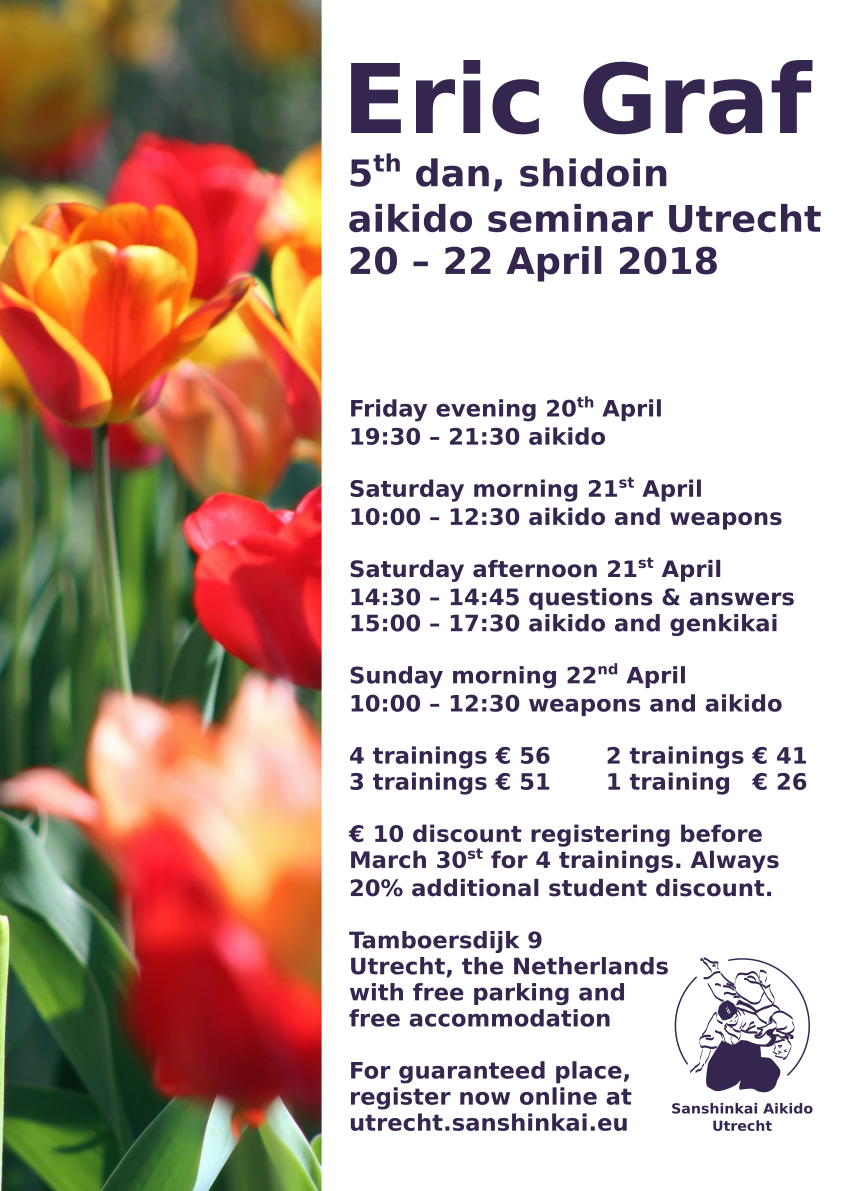 Eric Graf
5th dan, shidoin
aikido seminar Utrecht
20 – 22 April 2018
Friday evening 20th April
19:30 – 21:30 aikido
Saturday morning 21st April
10:00 – 12:30 aikido and weapons
Saturday afternoon 21st April
14:30 – 14:45 questions & answers
15:00 – 17:30 aikido and genkikai
Sunday morning 22nd April
10:00 – 12:30 weapons and aikido
4 trainings € 56 2 trainings € 41
3 trainings € 51 1 training € 26
€ 10 discount registering before
March 30st for 4 trainings. Always
20% additional student discount.
Tamboersdijk 9
Utrecht, the Netherlands
with free parking and
free accommodation
For guaranteed place,
register now online at
utrecht.sanshinkai.eu
Sanshinkai Aikido
Utrecht